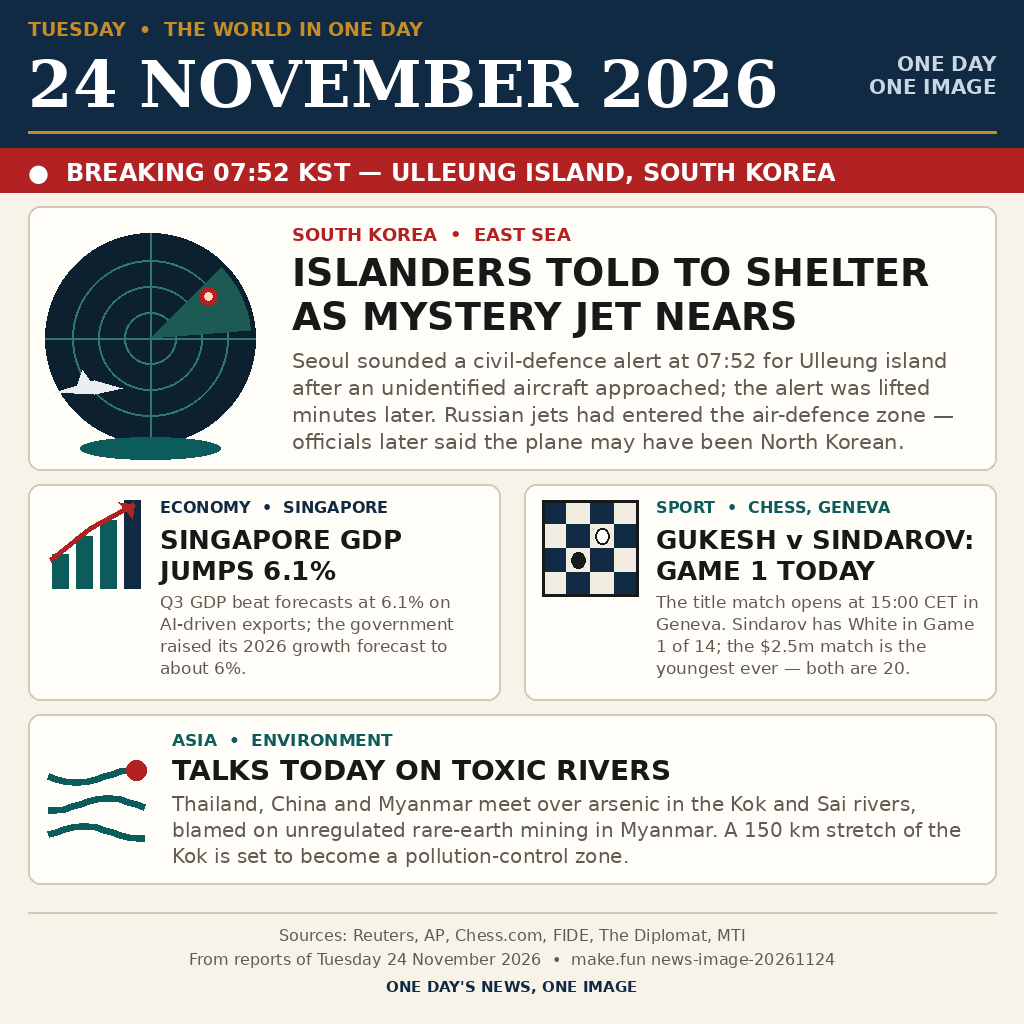 TUESDAY • THE WORLD IN ONE DAY
24 NOVEMBER 2026
ONE DAY
ONE IMAGE
● BREAKING 07:52 KST — ULLEUNG ISLAND, SOUTH KOREA
SOUTH KOREA • EAST SEA
ISLANDERS TOLD TO SHELTER
AS MYSTERY JET NEARS
Seoul sounded a civil-defence alert at 07:52 for Ulleung island
after an unidentified aircraft approached; the alert was lifted
minutes later. Russian jets had entered the air-defence zone —
officials later said the plane may have been North Korean.
ECONOMY • SINGAPORE
SINGAPORE GDP
JUMPS 6.1%
Q3 GDP beat forecasts at 6.1% on
AI-driven exports; the government
raised its 2026 growth forecast to
about 6%.
SPORT • CHESS, GENEVA
GUKESH v SINDAROV:
GAME 1 TODAY
The title match opens at 15:00 CET in
Geneva. Sindarov has White in Game
1 of 14; the $2.5m match is the
youngest ever — both are 20.
ASIA • ENVIRONMENT
TALKS TODAY ON TOXIC RIVERS
Thailand, China and Myanmar meet over arsenic in the Kok and Sai rivers,
blamed on unregulated rare-earth mining in Myanmar. A 150 km stretch of the
Kok is set to become a pollution-control zone.
Sources: Reuters, AP, Chess.com, FIDE, The Diplomat, MTI
From reports of Tuesday 24 November 2026 • make.fun news-image-20261124
ONE DAY'S NEWS, ONE IMAGE